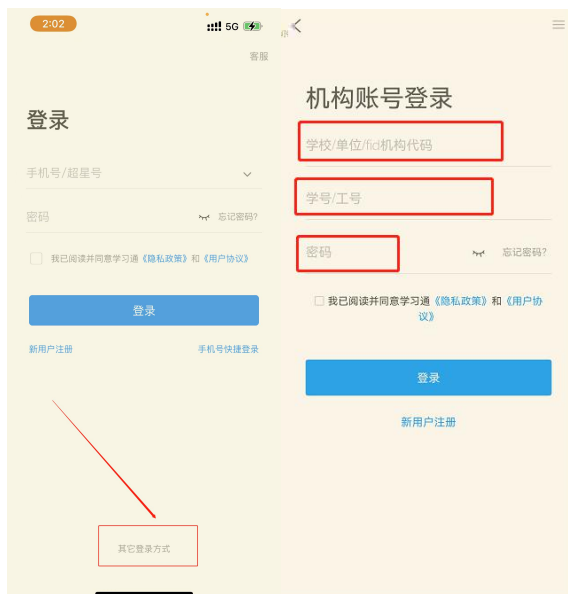 2:02
5G
客服
登录
手机号/超星号
密码
忘记密码?
我已阅读并同意学习通《隐私政策》和《用户协议》
登录
新用户注册
手机号快捷登录
其它登录方式
机构账号登录
学校/单位/fid机构代码
学号/工号
密码
忘记密码?
我已阅读并同意学习通《隐私政策》和《用户协
议》
登录
新用户注册